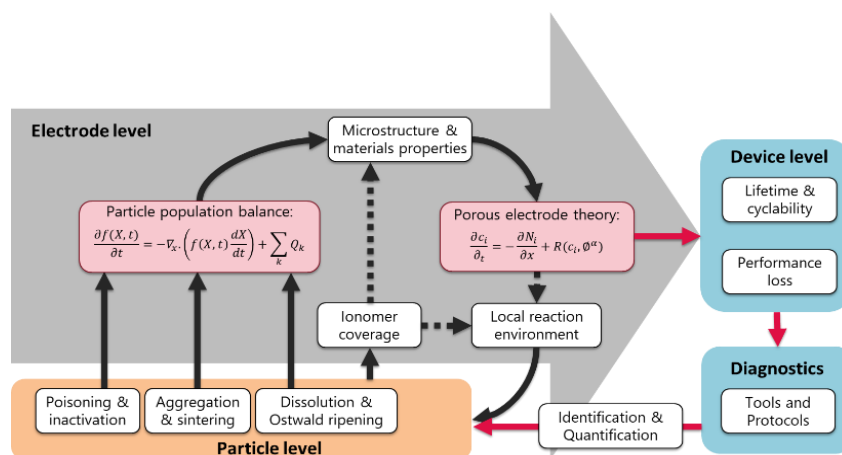 Electrode level
Microstructure &
materials properties
Particle population balance:
∂f(X, t)/∂t = −∇ₓ. (f(X, t) dX/dt) + ∑ₖ Qₖ
Porous electrode theory:
∂cᵢ/∂ₜ = − ∂Nᵢ/∂x + R(cᵢ, ∅ᵅ)
Ionomer
coverage
Local reaction
environment
Poisoning &
inactivation
Aggregation
& sintering
Dissolution &
Ostwald ripening
Particle level
Device level
Lifetime &
cyclability
Performance
loss
Diagnostics
Tools and
Protocols
Identification &
Quantification